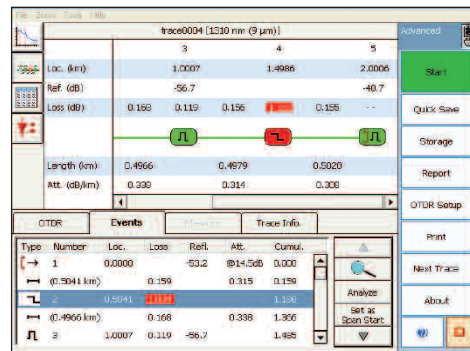 File Zoom Tools Help
trace0004 [1310 nm (9 µm)]
Advanced
3 4 5
Loc. (km) 1.0007 1.4986 2.0006
Refl. (dB) -56.7 -40.7
Loss (dB) 0.168 0.119 0.156 0.155 --
Length (km) 0.4966 0.4979 0.5020
Att. (dB/km) 0.338 0.314 0.308
OTDR Events Measure Trace Info.
Type Number Loc. Loss Refl. Att. Cumul.
1 0.0000 -53.2 @14.5dB 0.000
(0.5041 km) 0.159 0.315 0.159
2 0.5041 1.198
(0.4966 km) 0.168 0.338 1.366
3 1.0007 0.119 -56.7 1.485
Analyze
Set as
Span Start
Start
Quick Save
Storage
Report
OTDR Setup
Print
Next Trace
About